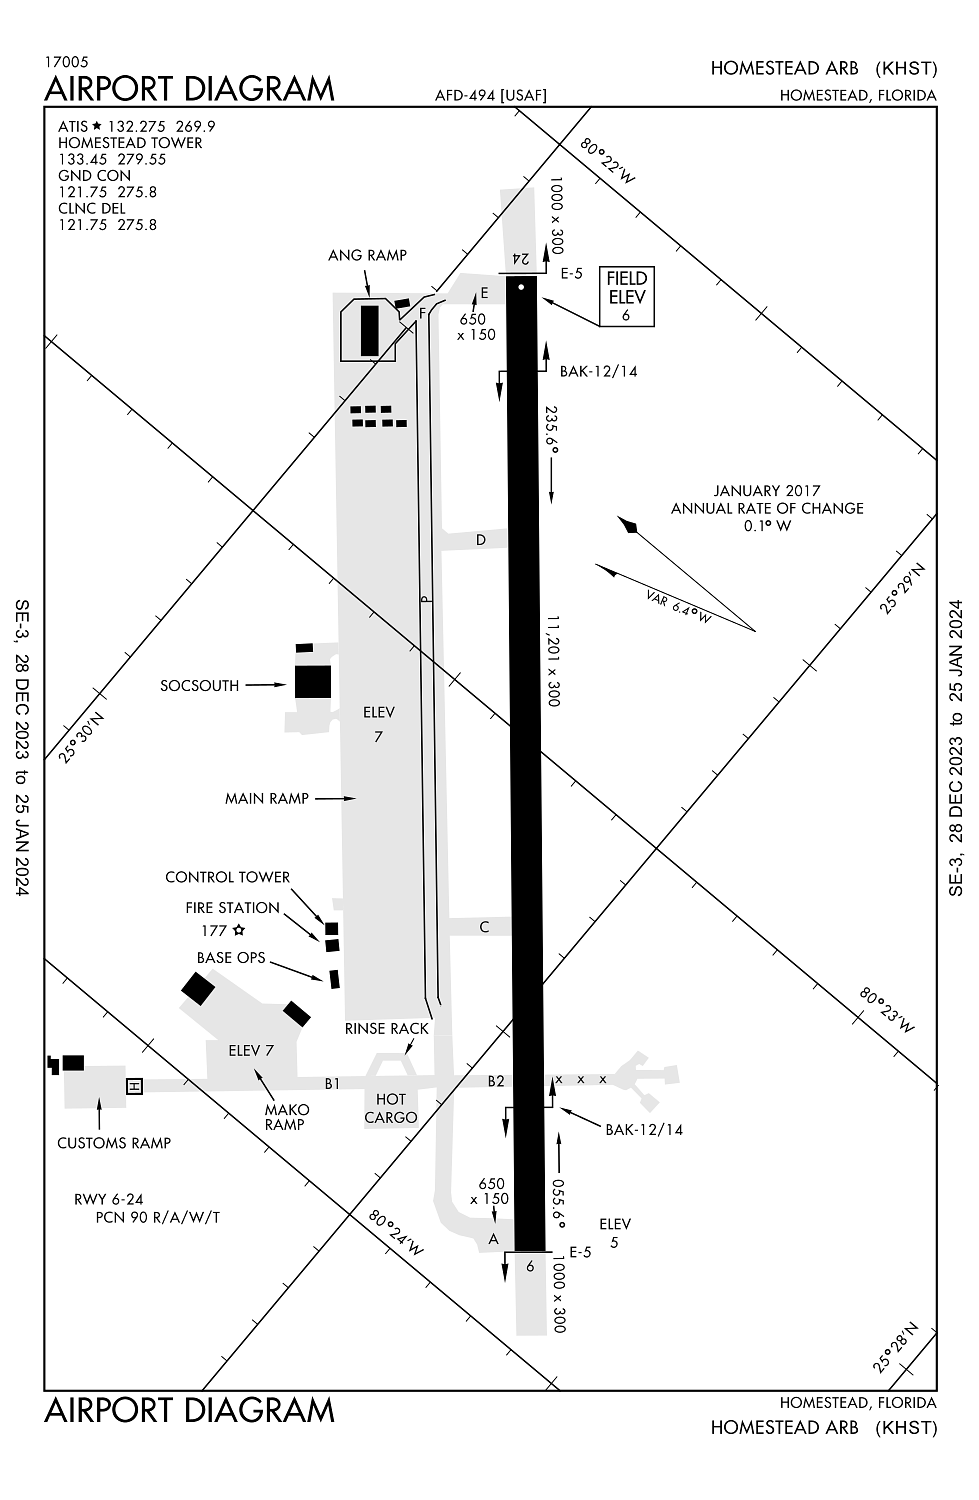 17005
AIRPORT DIAGRAM
AFD-494 [USAF]
HOMESTEAD ARB (KHST)
HOMESTEAD, FLORIDA
ATIS ★ 132.275 269.9
HOMESTEAD TOWER
133.45 279.55
GND CON
121.75 275.8
CLNC DEL
121.75 275.8
80°22'W
1000 x 300
ANG RAMP
24
E-5
FIELD
ELEV
6
E
F
650
x 150
BAK-12/14
235.6°
JANUARY 2017
ANNUAL RATE OF CHANGE
0.1° W
D
VAR 6.4° W
25°29'N
P
11,201 x 300
SOCSOUTH
ELEV
7
25°30'N
SE-3, 28 DEC 2023 to 25 JAN 2024
SE-3, 28 DEC 2023 to 25 JAN 2024
MAIN RAMP
CONTROL TOWER
FIRE STATION
177
C
BASE OPS
80°23'W
RINSE RACK
ELEV 7
B1
B2
x x x
H
HOT
CARGO
MAKO
RAMP
BAK-12/14
CUSTOMS RAMP
650
x 150
055.6°
RWY 6-24
PCN 90 R/A/W/T
80°24'W
A
ELEV
5
E-5
6
1000 x 300
25°28'N
AIRPORT DIAGRAM
HOMESTEAD, FLORIDA
HOMESTEAD ARB (KHST)